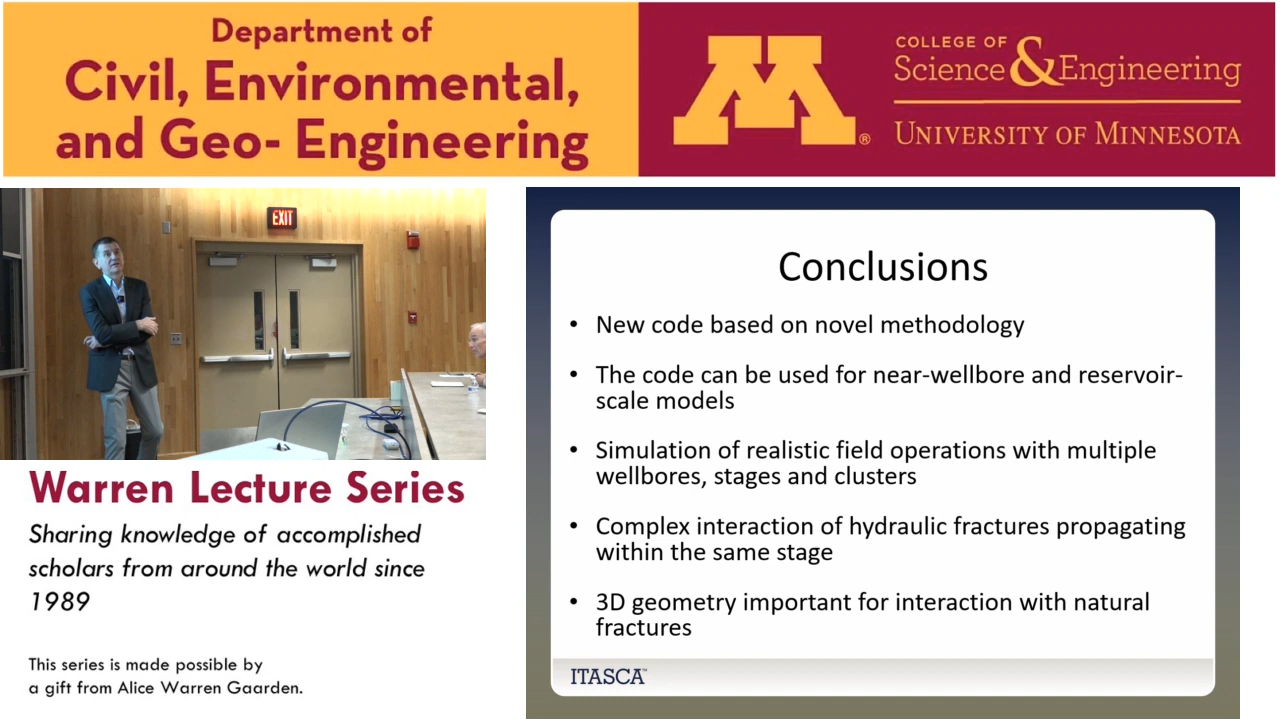 Department of
Civil, Environmental,
and Geo- Engineering
M®
COLLEGE OF
Science & Engineering
UNIVERSITY OF MINNESOTA
EXIT
Warren Lecture Series
Sharing knowledge of accomplished
scholars from around the world since
1989
This series is made possible by
a gift from Alice Warren Gaarden.
Conclusions
• New code based on novel methodology
• The code can be used for near-wellbore and reservoir-
scale models
• Simulation of realistic field operations with multiple
wellbores, stages and clusters
• Complex interaction of hydraulic fractures propagating
within the same stage
• 3D geometry important for interaction with natural
fractures
ITASCA™